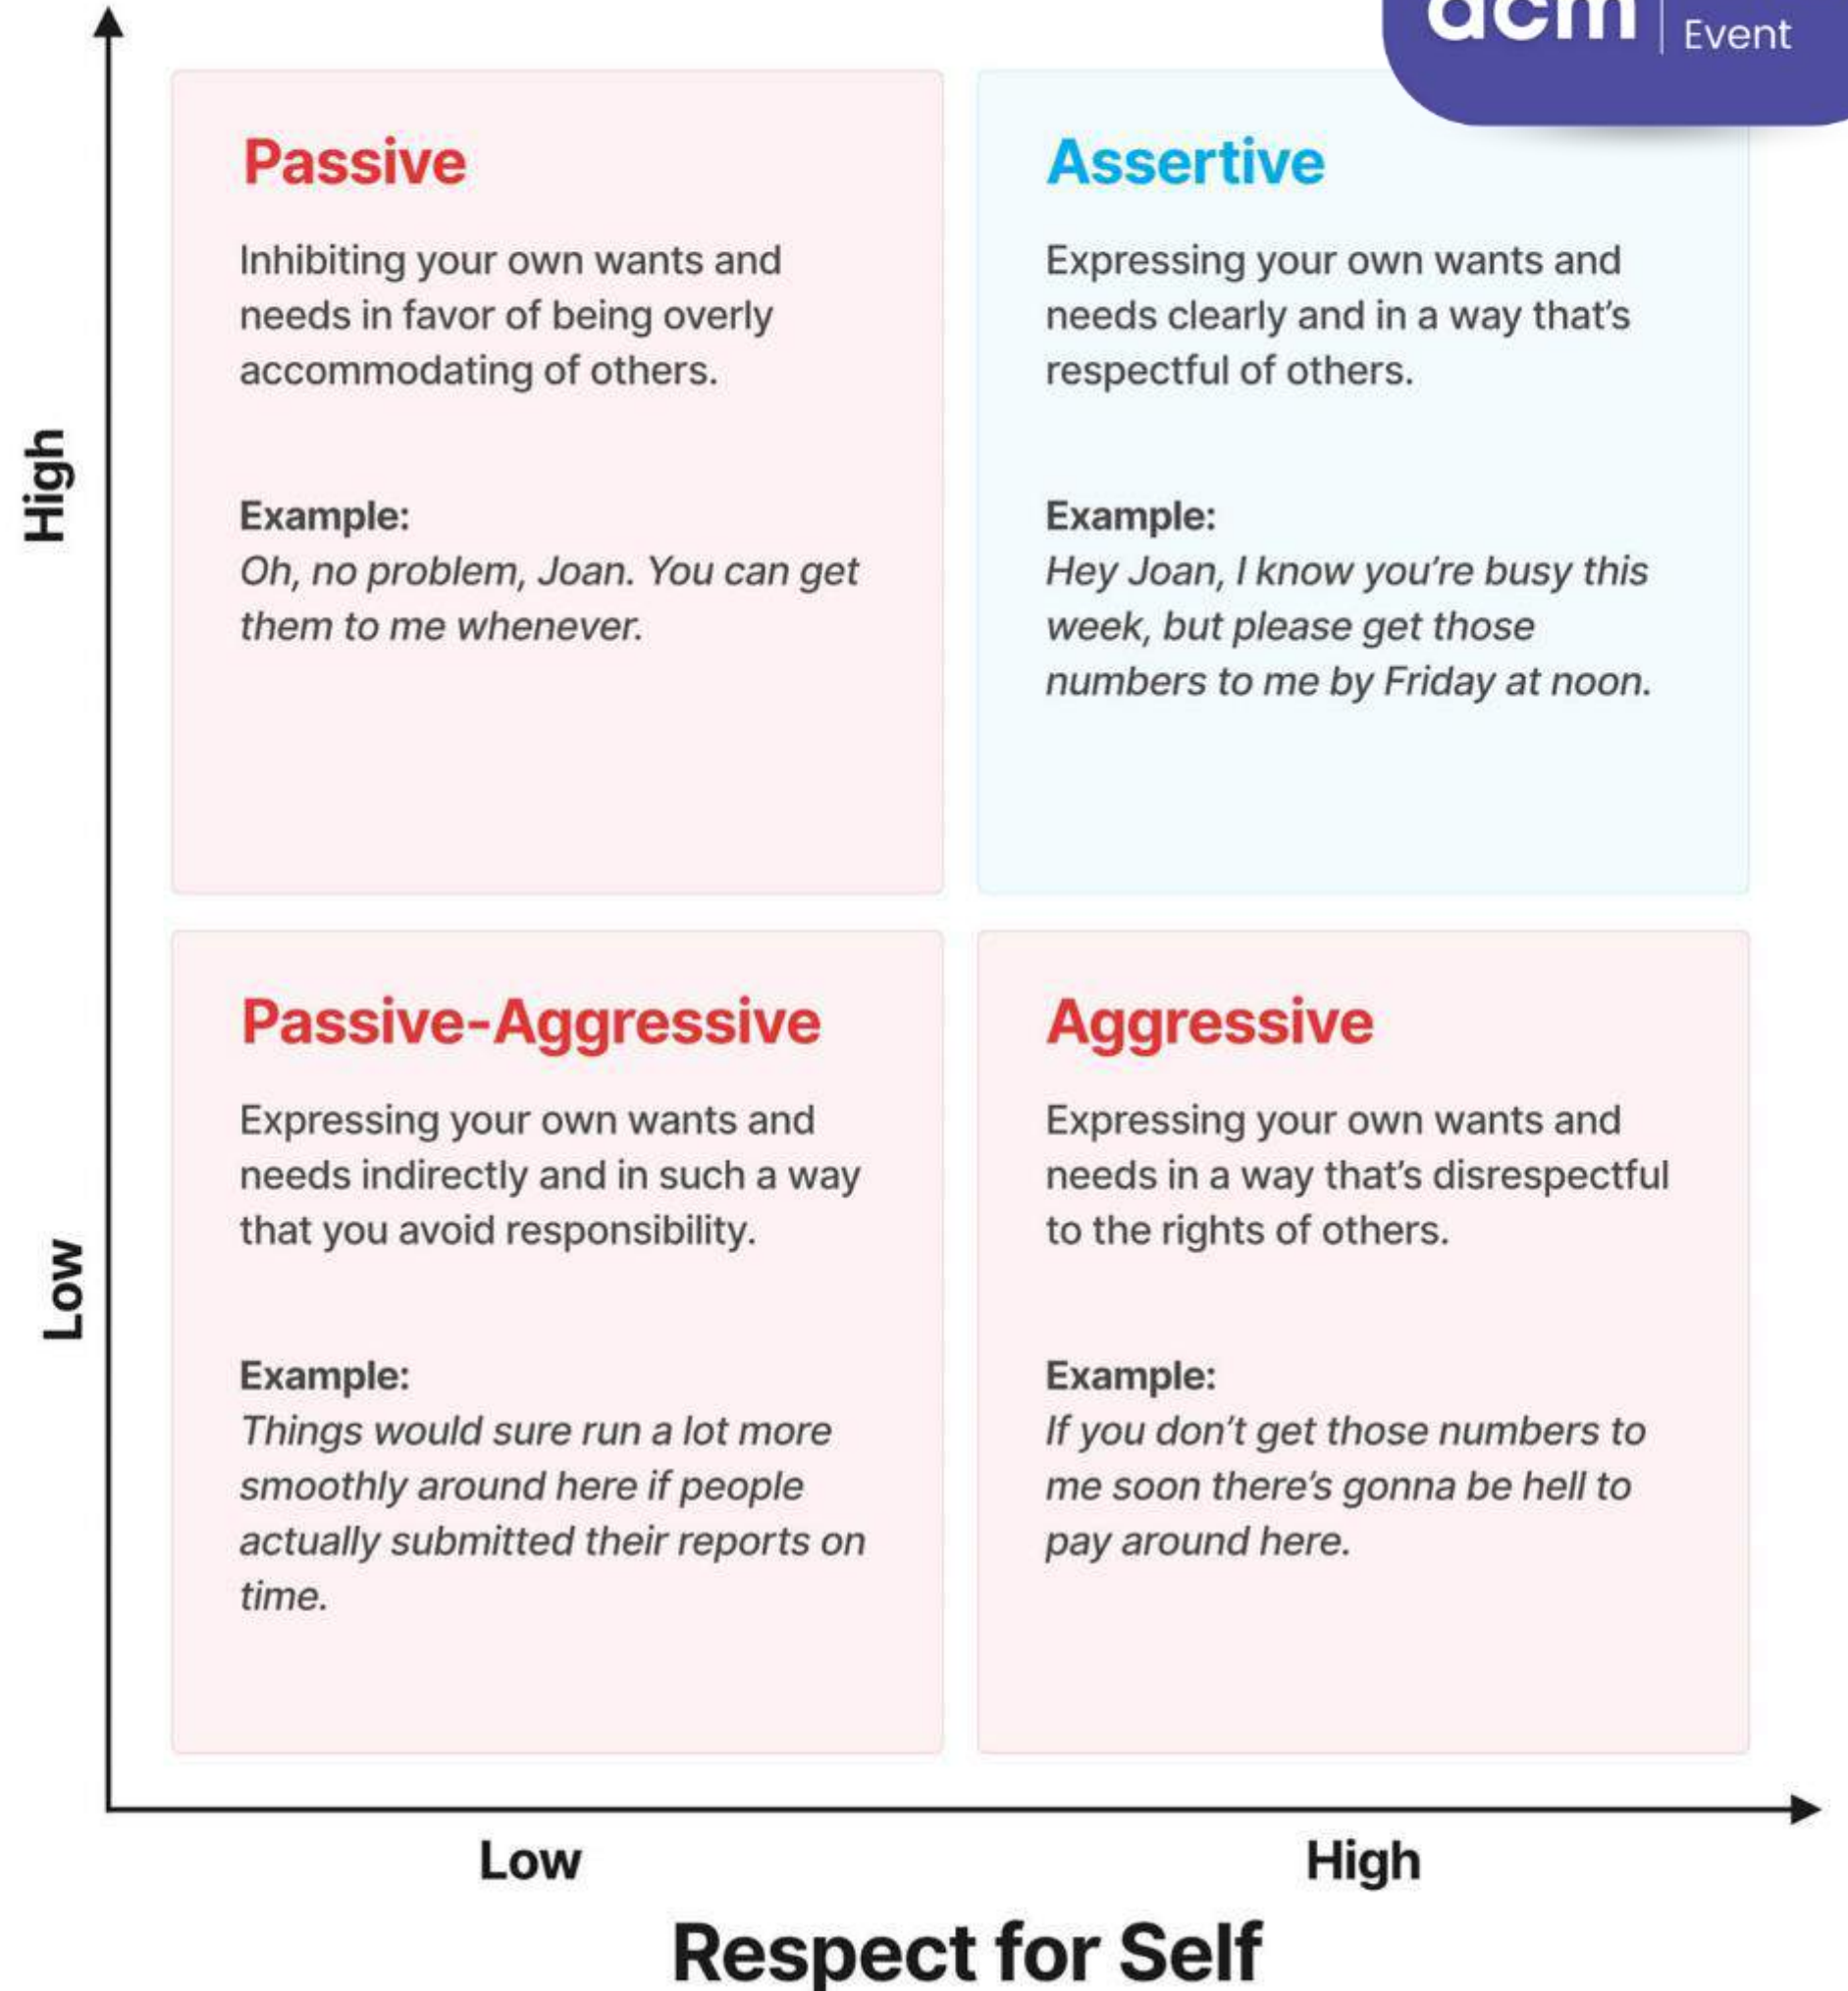 acm
Event
Passive
Inhibiting your own wants and
needs in favor of being overly
accommodating of others.
Example:
Oh, no problem, Joan. You can get
them to me whenever.
Assertive
Expressing your own wants and
needs clearly and in a way that's
respectful of others.
Example:
Hey Joan, I know you're busy this
week, but please get those
numbers to me by Friday at noon.
High
Passive-Aggressive
Expressing your own wants and
needs indirectly and in such a way
that you avoid responsibility.
Example:
Things would sure run a lot more
smoothly around here if people
actually submitted their reports on
time.
Aggressive
Expressing your own wants and
needs in a way that's disrespectful
to the rights of others.
Example:
If you don't get those numbers to
me soon there's gonna be hell to
pay around here.
Low
Low
High
Respect for Self